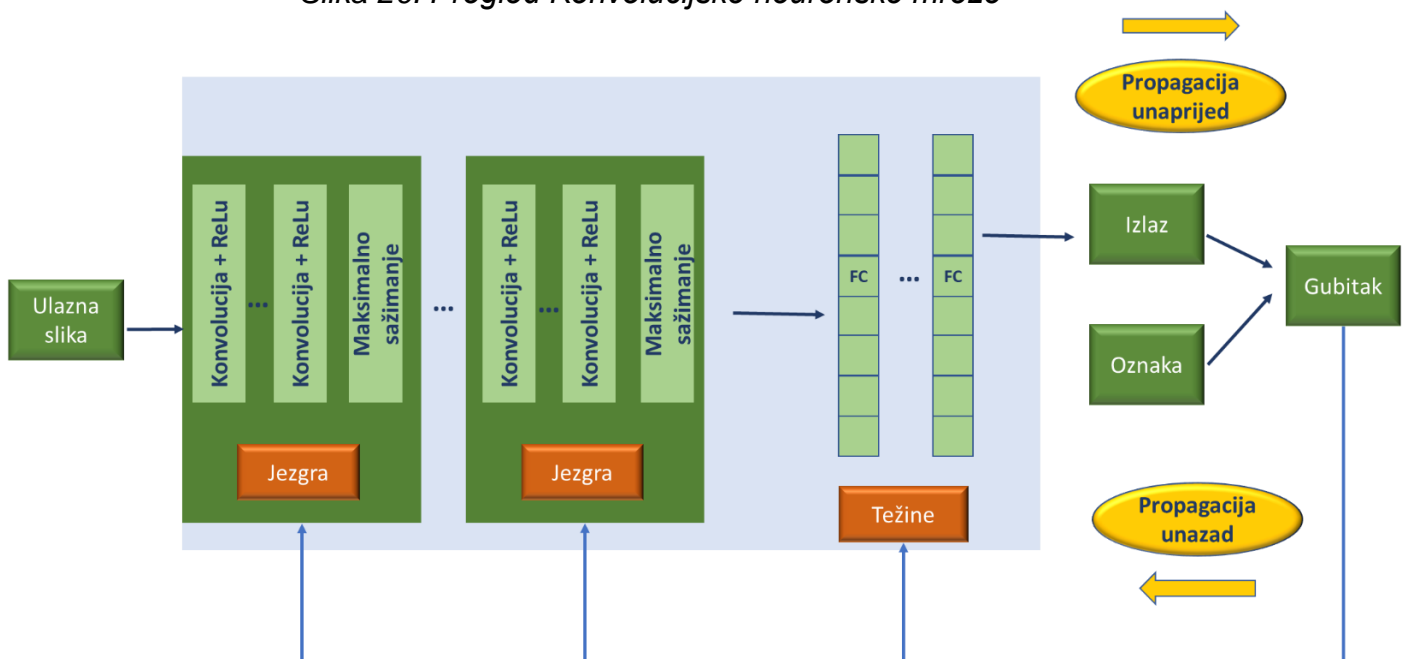 Propagacija
unaprijed
Ulazna
slika
Konvolucija + ReLu
...
Konvolucija + ReLu
Maksimalno
sažimanje
Jezgra
...
Konvolucija + ReLu
...
Konvolucija + ReLu
Maksimalno
sažimanje
Jezgra
FC
...
FC
Težine
Izlaz
Oznaka
Gubitak
Propagacija
unazad